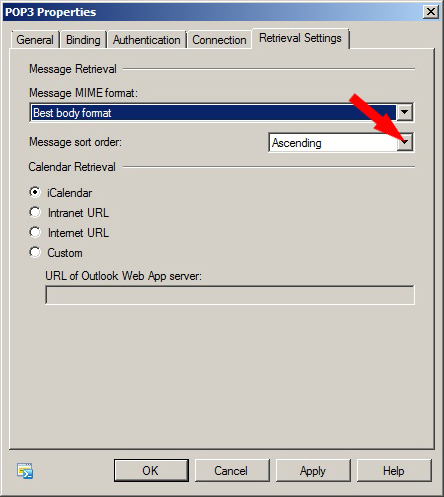 POP3 Properties
General Binding Authentication Connection Retrieval Settings
Message Retrieval
Message MIME format:
Best body format
Message sort order: Ascending
Calendar Retrieval
iCalendar
Intranet URL
Internet URL
Custom
URL of Outlook Web App server:
OK Cancel Apply Help